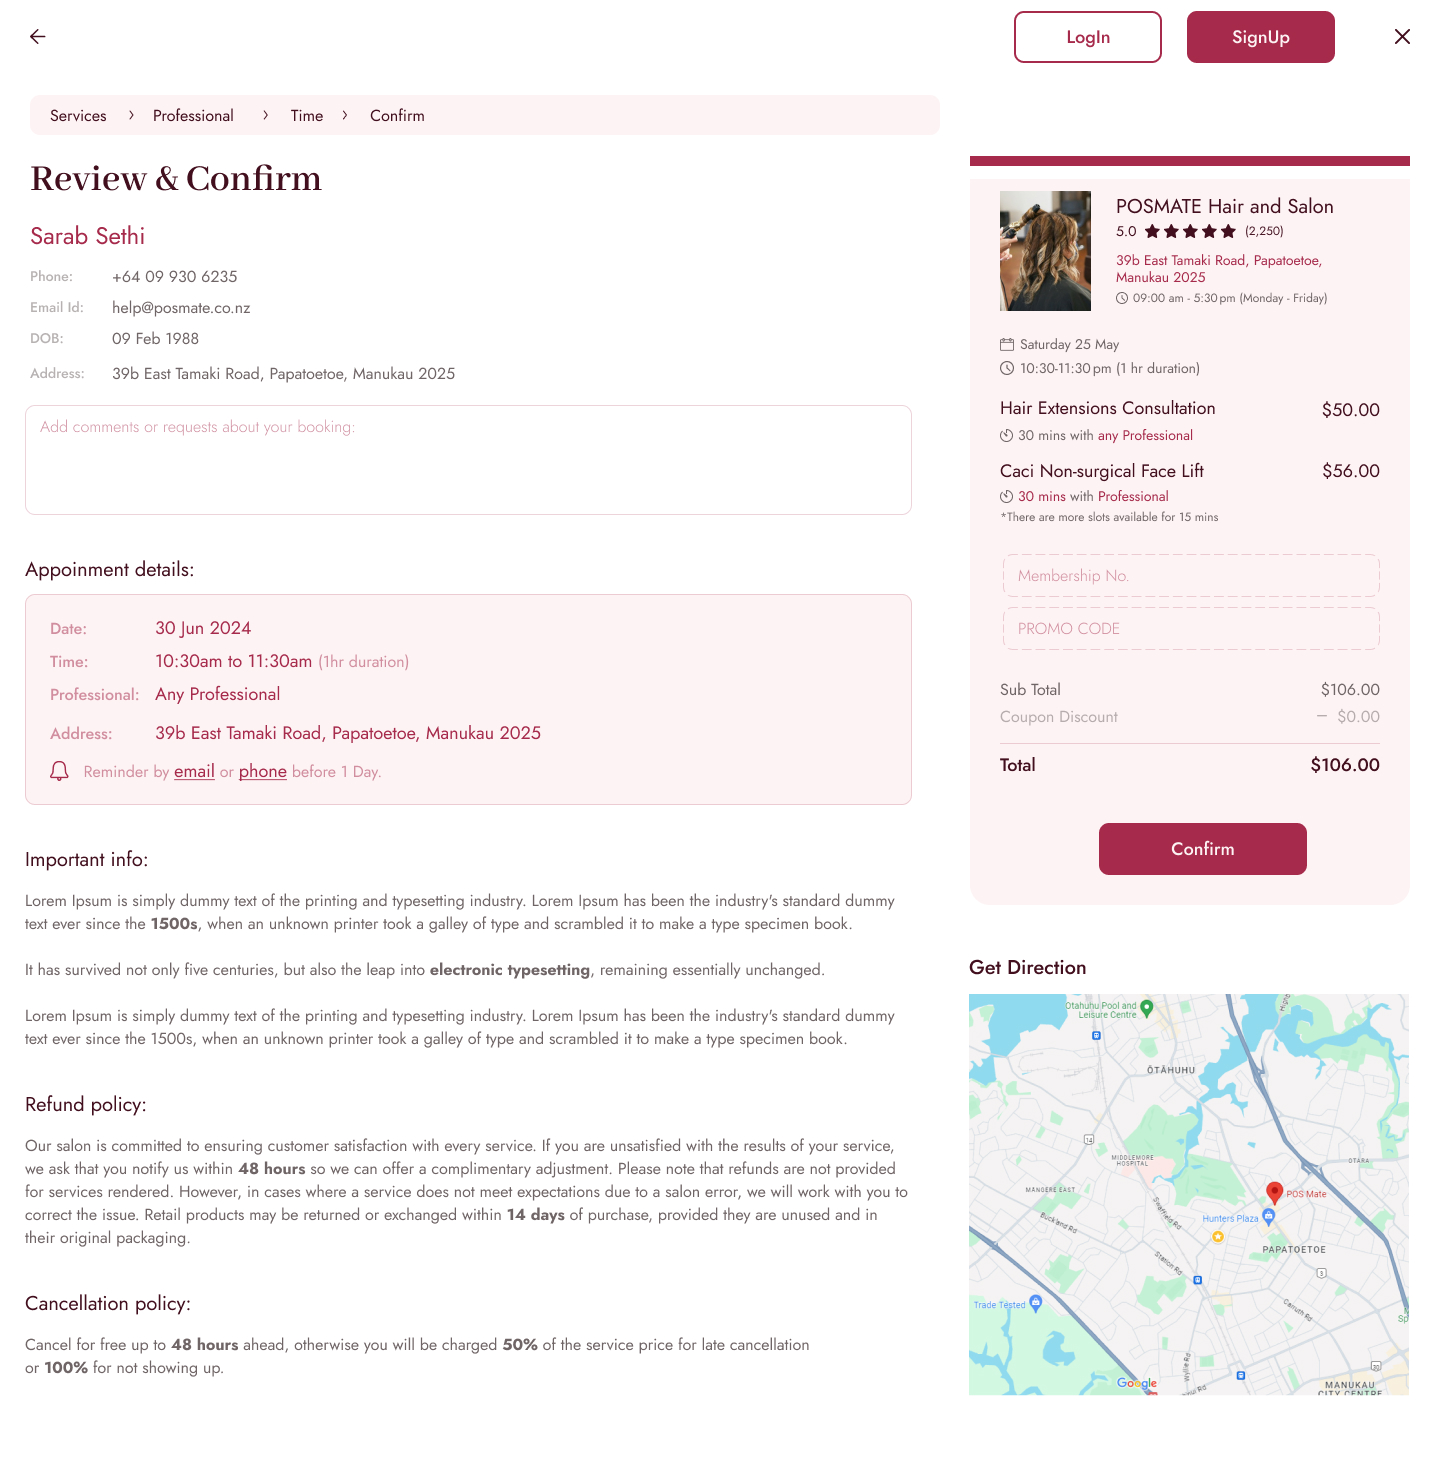 LogIn
SignUp
Services
Professional
Time
Confirm
Review & Confirm
Sarab Sethi
Phone: +64 09 930 6235
Email Id: help@posmate.co.nz
DOB: 09 Feb 1988
Address: 39b East Tamaki Road, Papatoetoe, Manukau 2025
Add comments or requests about your booking:
Appoinment details:
Date: 30 Jun 2024
Time: 10:30am to 11:30am (1hr duration)
Professional: Any Professional
Address: 39b East Tamaki Road, Papatoetoe, Manukau 2025
Reminder by email or phone before 1 Day.
Important info:
Lorem Ipsum is simply dummy text of the printing and typesetting industry. Lorem Ipsum has been the industry's standard dummy
text ever since the 1500s, when an unknown printer took a galley of type and scrambled it to make a type specimen book.
It has survived not only five centuries, but also the leap into electronic typesetting, remaining essentially unchanged.
Lorem Ipsum is simply dummy text of the printing and typesetting industry. Lorem Ipsum has been the industry's standard dummy
text ever since the 1500s, when an unknown printer took a galley of type and scrambled it to make a type specimen book.
Refund policy:
Our salon is committed to ensuring customer satisfaction with every service. If you are unsatisfied with the results of your service,
we ask that you notify us within 48 hours so we can offer a complimentary adjustment. Please note that refunds are not provided
for services rendered. However, in cases where a service does not meet expectations due to a salon error, we will work with you to
correct the issue. Retail products may be returned or exchanged within 14 days of purchase, provided they are unused and in
their original packaging.
Cancellation policy:
Cancel for free up to 48 hours ahead, otherwise you will be charged 50% of the service price for late cancellation
or 100% for not showing up.
POSMATE Hair and Salon
5.0 (2,250)
39b East Tamaki Road, Papatoetoe,
Manukau 2025
09:00 am - 5:30 pm (Monday - Friday)
Saturday 25 May
10:30-11:30 pm (1 hr duration)
Hair Extensions Consultation $50.00
30 mins with any Professional
Caci Non-surgical Face Lift $56.00
30 mins with Professional
*There are more slots available for 15 mins
Membership No.
PROMO CODE
Sub Total $106.00
Coupon Discount – $0.00
Total $106.00
Confirm
Get Direction
Otahuhu Pool and
Leisure Centre
ŌTĀHUHU
14
MIDDLEMORE
HOSPITAL
OTARA
MĀNGERE EAST
POS Mate
Swaffield Rd
Buckland Rd
Hunters Plaza
PAPATOETOE
Station Rd
3
Trade Tested
Carruth Rd
Sp
Wyllie Rd
20
Google
MANUKAU
CITY CENTRE